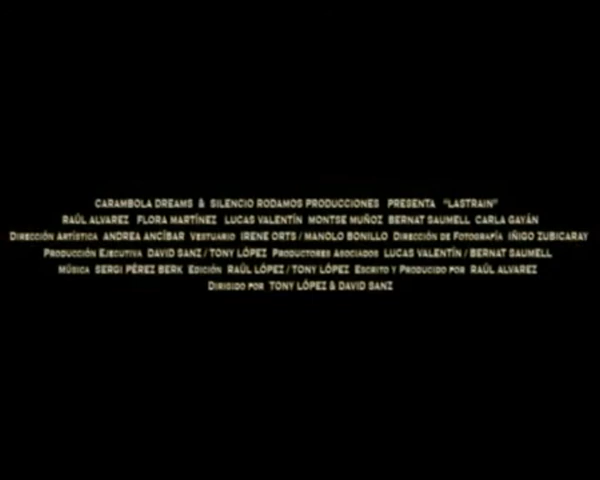 CARAMBOLA DREAMS & SILENCIO RODAMOS PRODUCCIONES PRESENTA "LASTRAIN"
RAÚL ALVAREZ FLORA MARTÍNEZ LUCAS VALENTÍN MONTSE MUÑOZ BERNAT SAUMELL CARLA GAYÁN
DIRECCIÓN ARTÍSTICA ANDREA ANCÍBAR VESTUARIO IRENE ORTS / MANOLO BONILLO DIRECCIÓN DE FOTOGRAFÍA IÑIGO ZUBICARAY
PRODUCCIÓN EJECUTIVA DAVID SANZ / TONY LÓPEZ PRODUCTORES ASOCIADOS LUCAS VALENTÍN / BERNAT SAUMELL
MÚSICA SERGI PÉREZ BERK EDICIÓN RAÚL LÓPEZ / TONY LÓPEZ ESCRITO Y PRODUCIDO POR RAÚL ALVAREZ
DIRIGIDO POR TONY LÓPEZ & DAVID SANZ